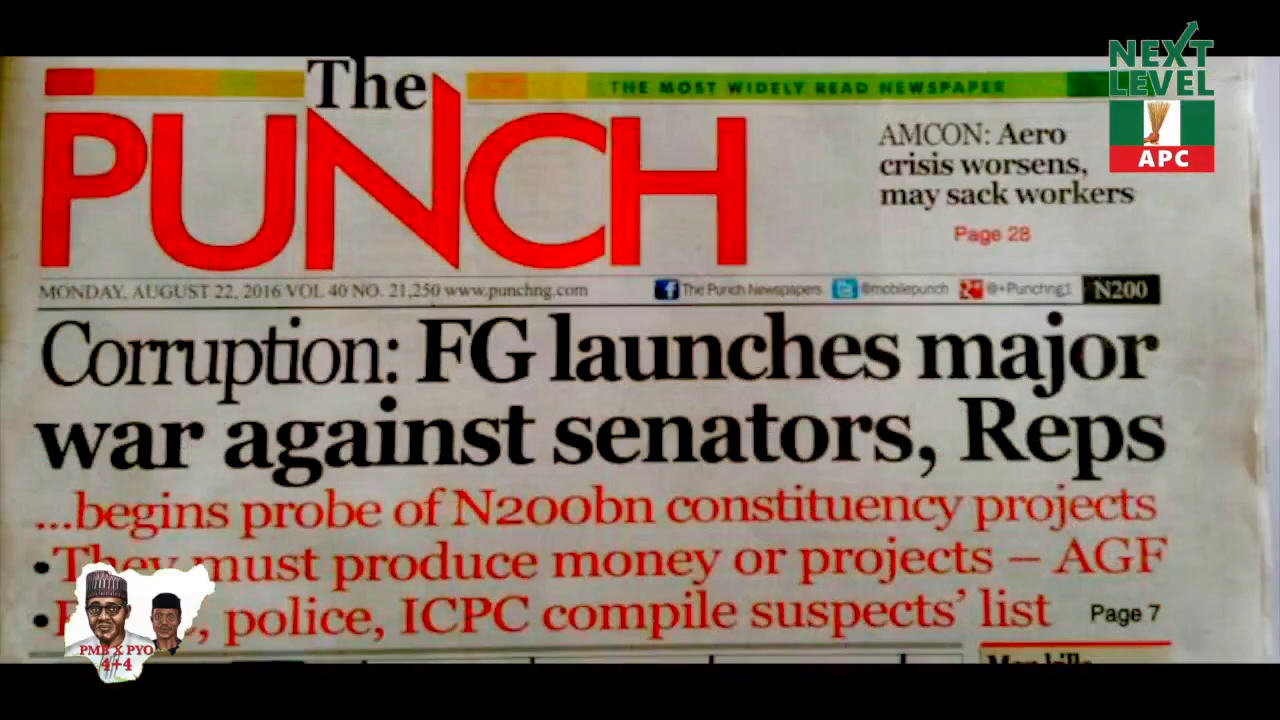 NEXT
LEVEL
APC
The
PUNCH
THE MOST WIDELY READ NEWSPAPER
AMCON: Aero
crisis worsens,
may sack workers
Page 28
MONDAY, AUGUST 22, 2016 VOL 40 NO. 21,250 www.punchng.com
The Punch Newspapers @mobilepunch @+Punchng1 N200
Corruption: FG launches major
war against senators, Reps
...begins probe of N200bn constituency projects
•They must produce money or projects – AGF
• police, ICPC compile suspects' list Page 7
PMB X PYO
4+4